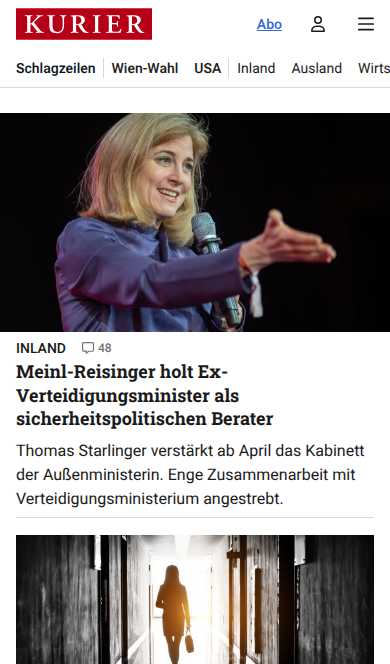 KURIER
Abo
Schlagzeilen Wien-Wahl USA Inland Ausland Wirts
INLAND 48
Meinl-Reisinger holt Ex-
Verteidigungsminister als
sicherheitspolitischen Berater
Thomas Starlinger verstärkt ab April das Kabinett
der Außenministerin. Enge Zusammenarbeit mit
Verteidigungsministerium angestrebt.